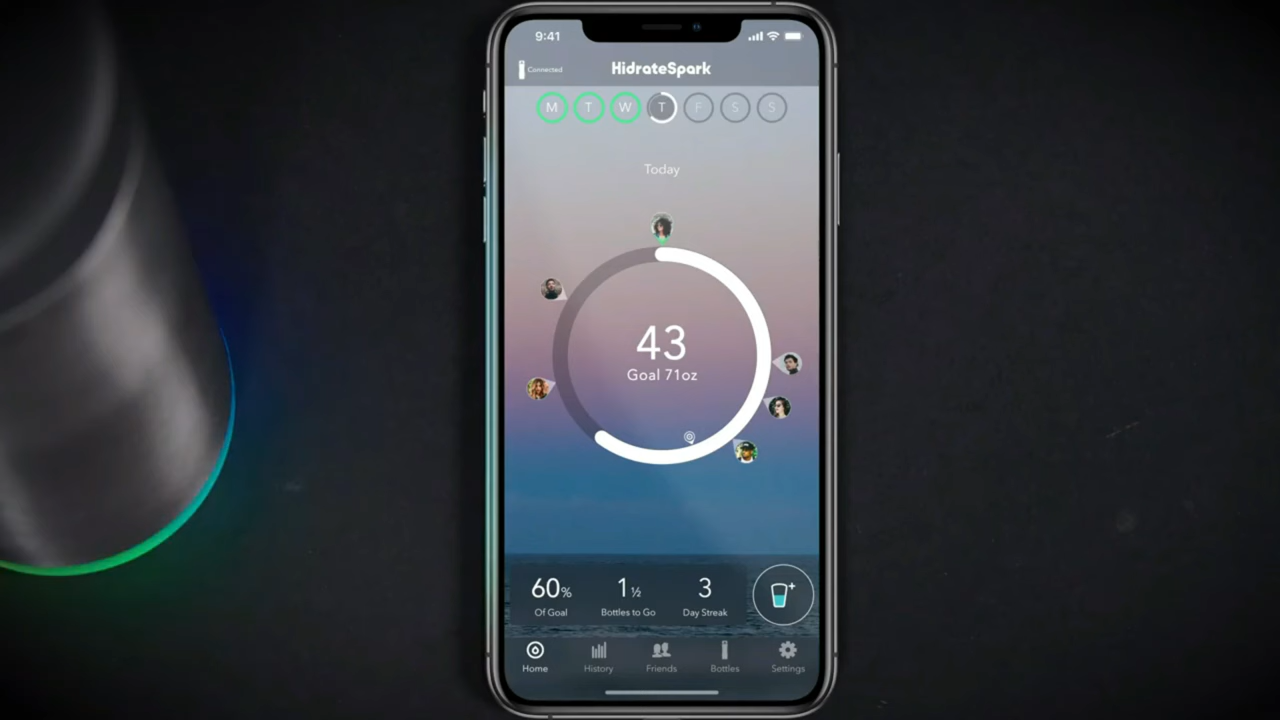 9:41
Connected
HidrateSpark
M T W T F S S
Today
43
Goal 71oz
60% 1½ 3
Of Goal Bottles to Go Day Streak
Home History Friends Bottles Settings